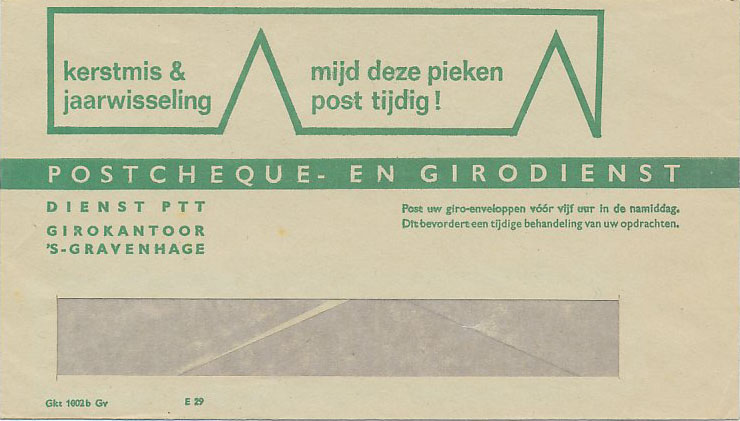 kerstmis &
jaarwisseling
mijd deze pieken
post tijdig !
POSTCHEQUE- EN GIRODIENST
DIENST PTT
GIROKANTOOR
'S-GRAVENHAGE
Post uw giro-enveloppen vóór vijf uur in de namiddag.
Dit bevordert een tijdige behandeling van uw opdrachten.
Gkt 1002b Gv
E 29